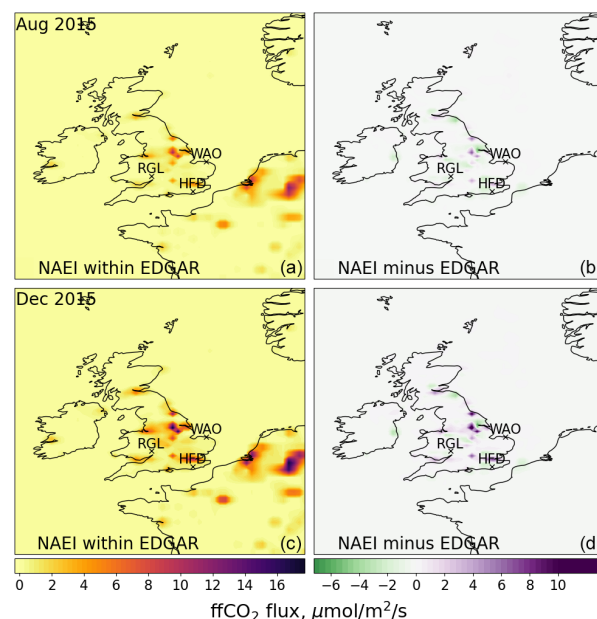 Aug 2015
WAO
RGL
HFD
NAEI within EDGAR (a)
WAO
RGL
HFD
NAEI minus EDGAR (b
Dec 2015
WAO
RGL
HFD
NAEI within EDGAR (c)
WAO
RGL
HFD
NAEI minus EDGAR (d
0 2 4 6 8 10 12 14 16
−6 −4 −2 0 2 4 6 8 10
ffCO₂ flux, μmol/m²/s